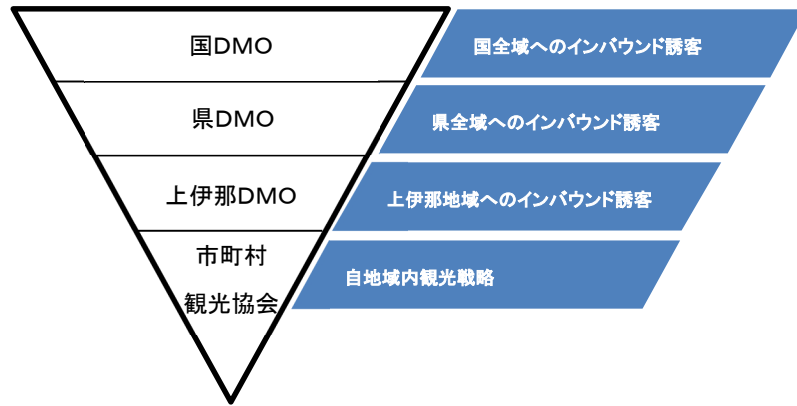 国DMO
国全域へのインバウンド誘客
県DMO
県全域へのインバウンド誘客
上伊那DMO
上伊那地域へのインバウンド誘客
市町村
観光協会
自地域内観光戦略